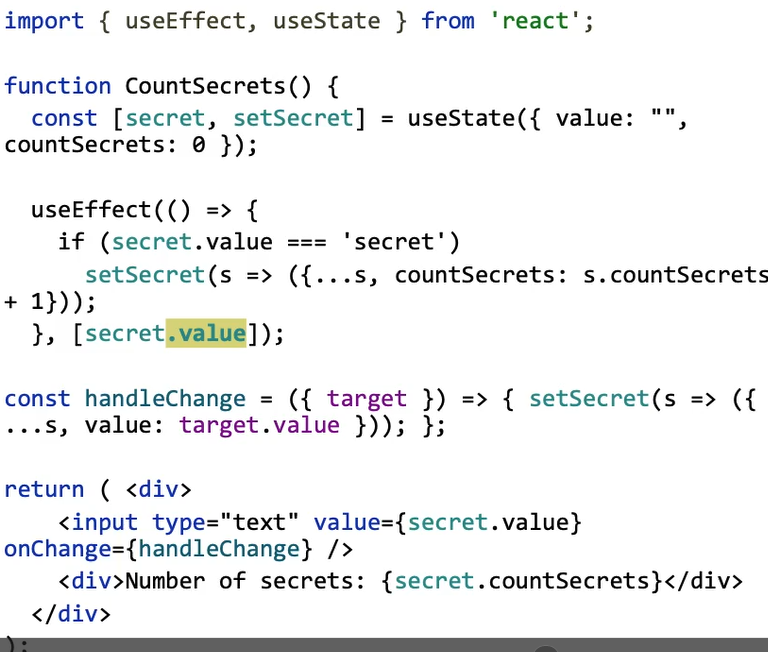 import { useEffect, useState } from 'react';
function CountSecrets() {
const [secret, setSecret] = useState({ value: "",
countSecrets: 0 });
useEffect(() => {
if (secret.value === 'secret')
setSecret(s => ({...s, countSecrets: s.countSecrets
+ 1}));
}, [secret.value]);
const handleChange = ({ target }) => { setSecret(s => ({
...s, value: target.value })); };
return ( <div>
<input type="text" value={secret.value}
onChange={handleChange} />
<div>Number of secrets: {secret.countSecrets}</div>
</div>
);